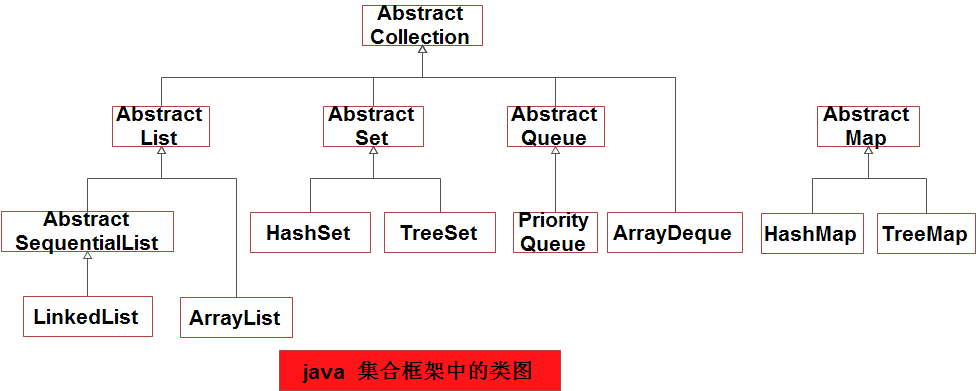 Abstract
Collection
Abstract
List
Abstract
Set
Abstract
Queue
Abstract
Map
Abstract
SequentialList
HashSet
TreeSet
Priority
Queue
ArrayDeque
HashMap
TreeMap
LinkedList
ArrayList
java 集合框架中的类图